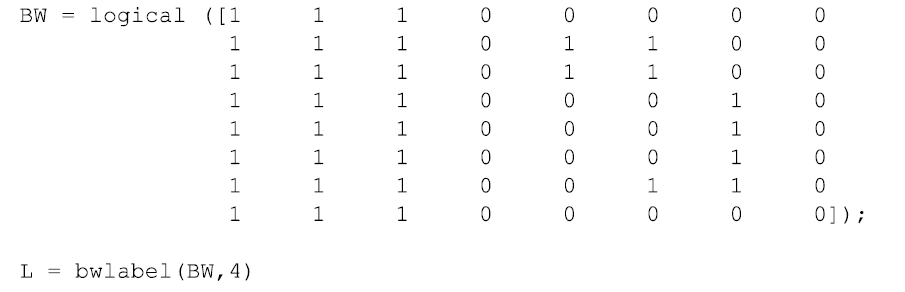 BW = logical ([1 1 1 0 0 0 0 0
1 1 1 0 1 1 0 0
1 1 1 0 1 1 0 0
1 1 1 0 0 0 1 0
1 1 1 0 0 0 1 0
1 1 1 0 0 0 1 0
1 1 1 0 0 1 1 0
1 1 1 0 0 0 0 0]);
L = bwlabel(BW,4)